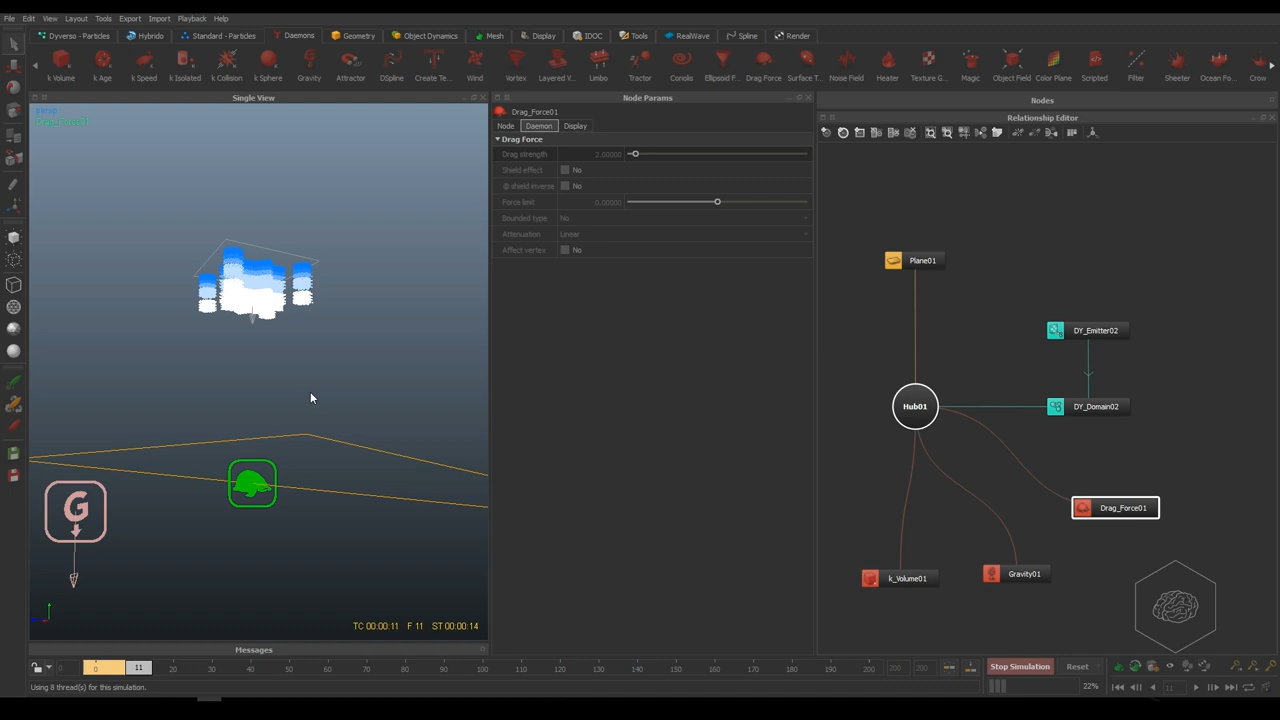 File Edit View Layout Tools Export Import Playback Help
Dyverso - Particles Hybrido Standard - Particles Daemons Geometry Object Dynamics Mesh Display IDOC Tools RealWave Spline Render
k Volume k Age k Speed k Isolated k Collision k Sphere Gravity Attractor DSpline Create Te... Wind Vortex Layered V... Limbo Tractor Coriolis Ellipsoid F... Drag Force Surface T... Noise Field Heater Texture G... Magic Object Field Color Plane Scripted Filter Sheeter Ocean Fo... Crow
Single View
Node Params
Nodes
Drag_Force01
Relationship Editor
Drag_Force01
Node Daemon Display
Drag Force
Drag strength 2.00000
Shield effect No
@ shield inverse No
Force limit 0.00000
Bounded type No
Attenuation Linear
Affect vertex No
Plane01
DY_Emitter02
Hub01
DY_Domain02
Drag_Force01
k_Volume01
Gravity01
G
TC 00:00:11 F 11 ST 00:00:14
Messages
0 0 11 20 30 40 50 60 70 80 90 100 110 120 130 140 150 160 170 180 190 200 200 200
Stop Simulation Reset
Using 8 thread(s) for this simulation.
22% 11